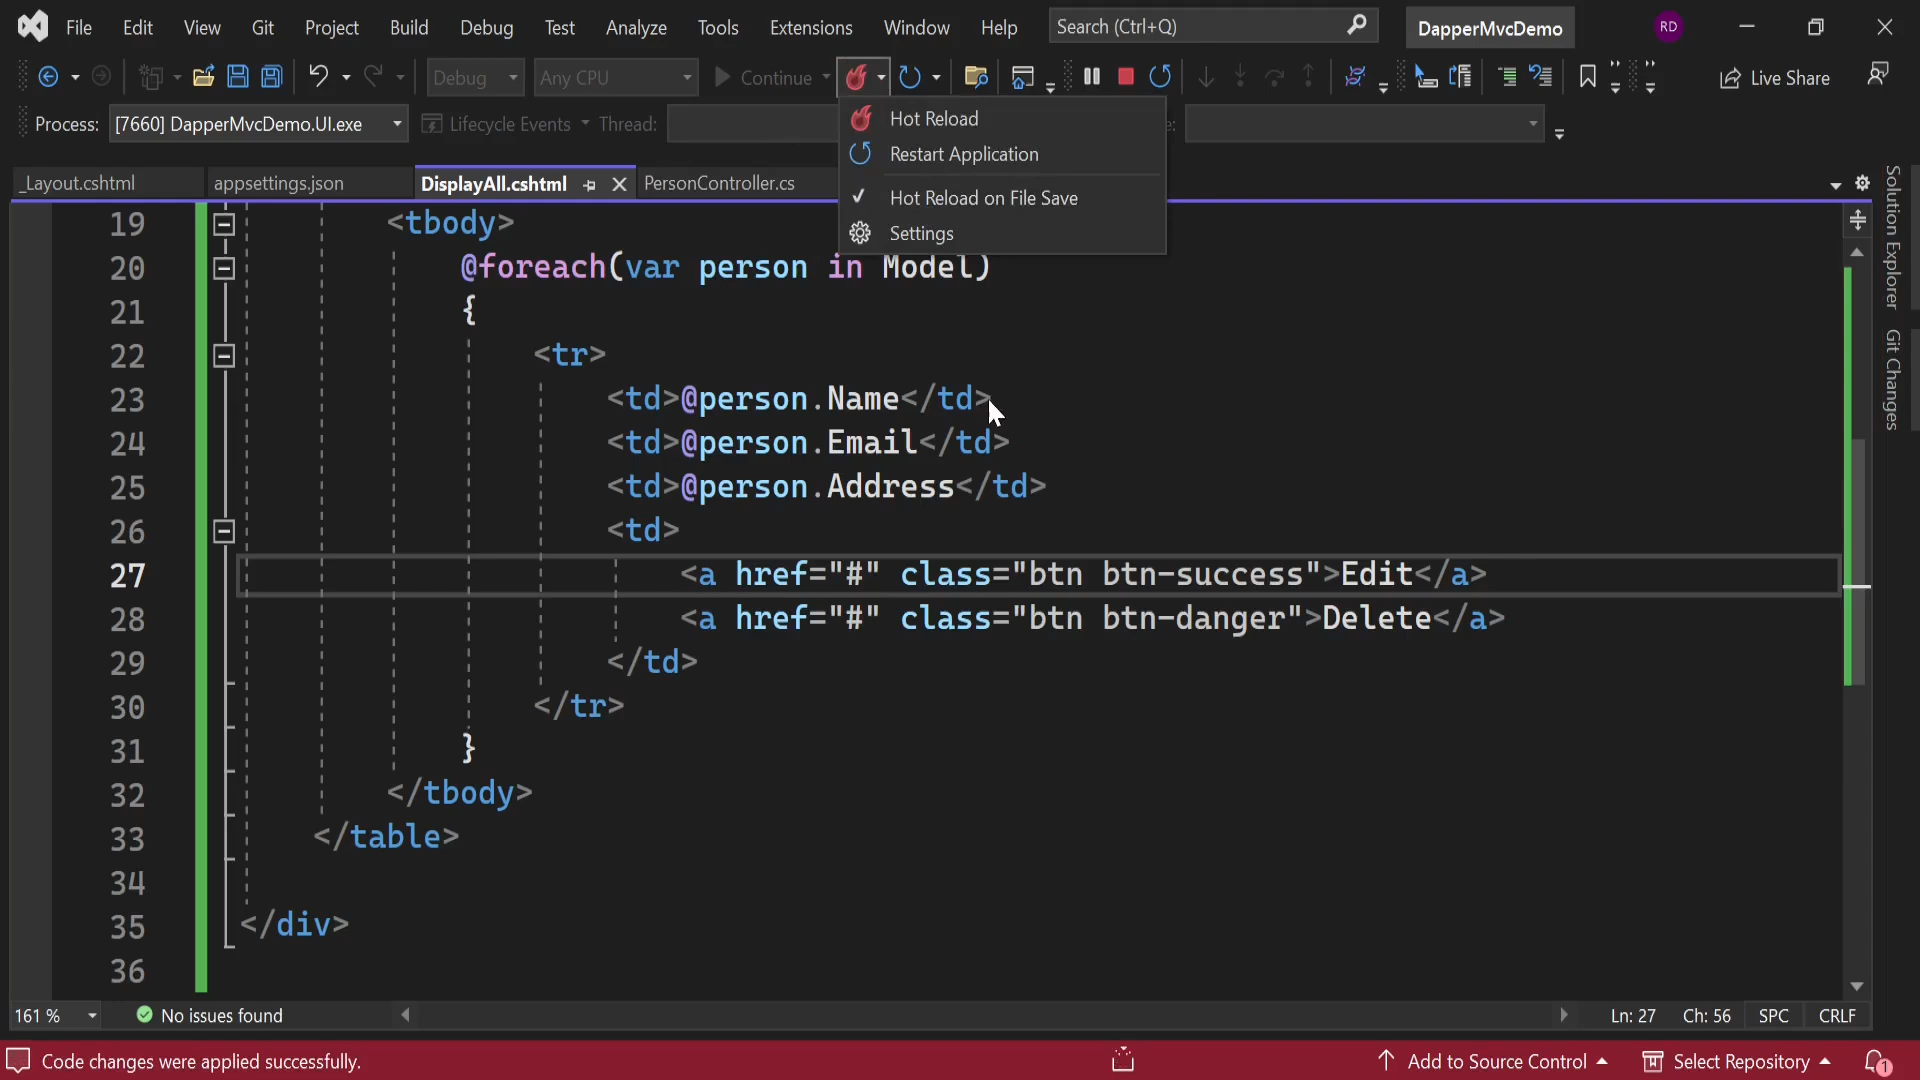 File Edit View Git Project Build Debug Test Analyze Tools Extensions Window Help Search (Ctrl+Q) DapperMvcDemo RD
Debug Any CPU Continue Live Share
Process: [7660] DapperMvcDemo.UI.exe Lifecycle Events Thread:
Hot Reload
Restart Application
Hot Reload on File Save
Settings
_Layout.cshtml appsettings.json DisplayAll.cshtml PersonController.cs
Solution Explorer
Git Changes
19 <tbody>
20 @foreach(var person in Model)
21 {
22 <tr>
23 <td>@person.Name</td>
24 <td>@person.Email</td>
25 <td>@person.Address</td>
26 <td>
27 <a href="#" class="btn btn-success">Edit</a>
28 <a href="#" class="btn btn-danger">Delete</a>
29 </td>
30 </tr>
31 }
32 </tbody>
33 </table>
34
35 </div>
36
161 % No issues found Ln: 27 Ch: 56 SPC CRLF
Code changes were applied successfully. Add to Source Control Select Repository 1